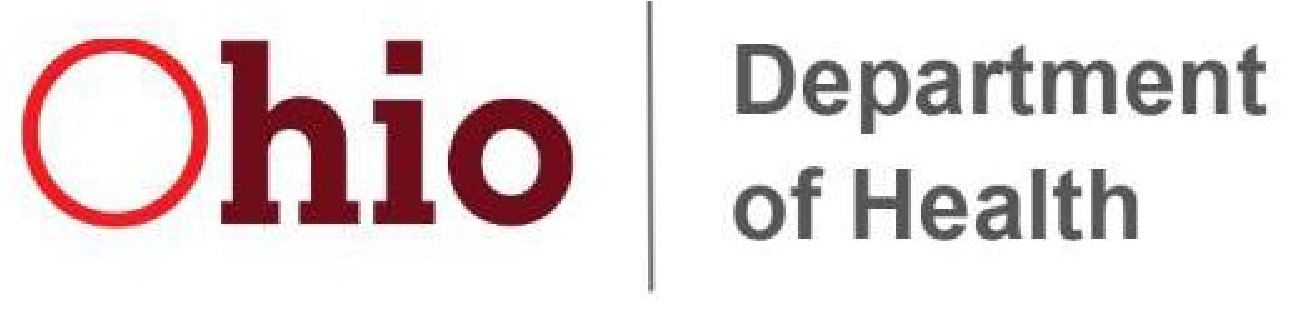 Ohio
Department
of Health